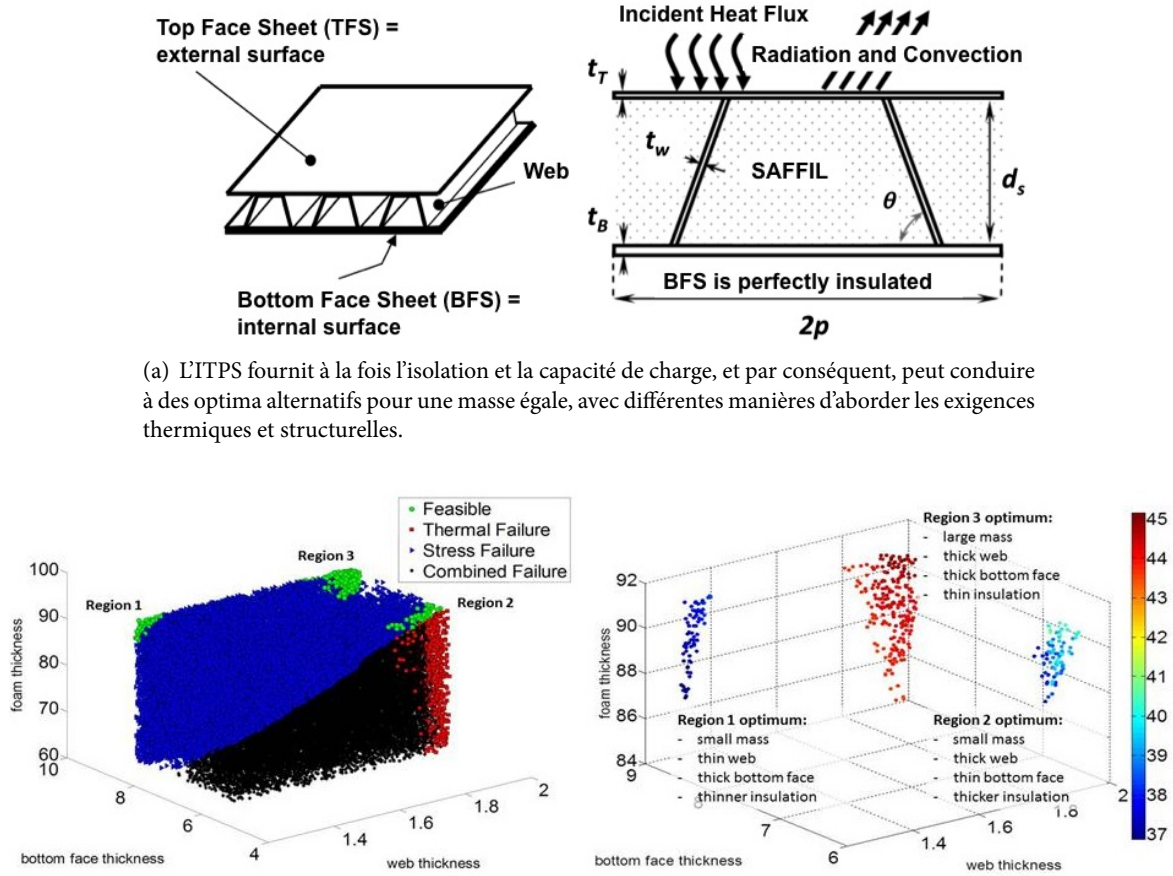 Top Face Sheet (TFS) =
external surface
Web
Bottom Face Sheet (BFS) =
internal surface
Incident Heat Flux
Radiation and Convection
tT
tw
SAFFIL
ds
θ
tB
BFS is perfectly insulated
2p
(a) L'ITPS fournit à la fois l'isolation et la capacité de charge, et par conséquent, peut conduire
à des optima alternatifs pour une masse égale, avec différentes manières d'aborder les exigences
thermiques et structurelles.
Feasible
Thermal Failure
Stress Failure
Combined Failure
Region 3
Region 1
Region 2
100
90
80
70
60
foam thickness
10
8
6
4
bottom face thickness
1.4
1.6
1.8
2
web thickness
Region 3 optimum:
- large mass
- thick web
- thick bottom face
- thin insulation
92
90
88
86
84
foam thickness
Region 1 optimum:
- small mass
- thin web
- thick bottom face
- thinner insulation
Region 2 optimum:
- small mass
- thick web
- thin bottom face
- thicker insulation
9
8
7
6
bottom face thickness
1.4
1.6
1.8
2
web thickness
45
44
43
42
41
40
39
38
37